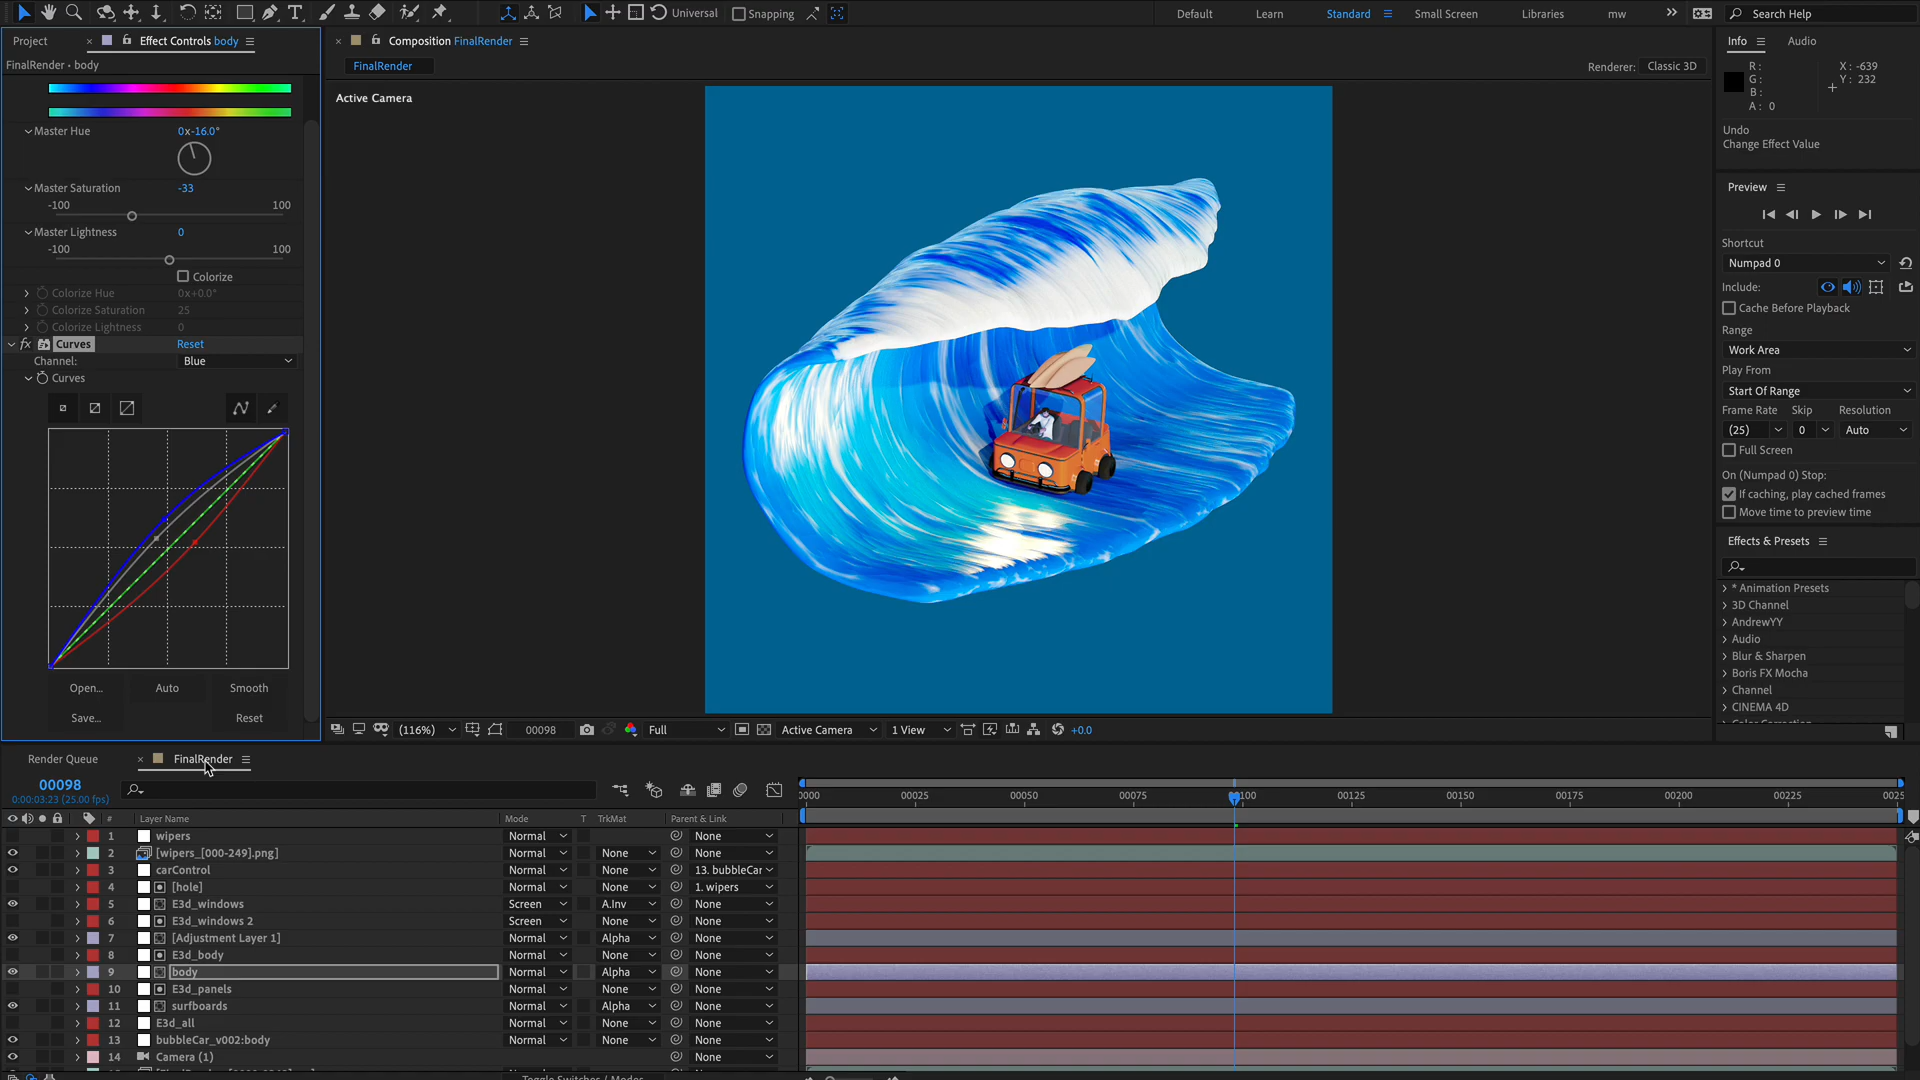 Universal
Snapping
Default
Learn
Standard
Small Screen
Libraries
mw
Search Help
Project
Effect Controls body
FinalRender • body
Master Hue
0x-16.0°
Master Saturation
-33
-100
100
Master Lightness
0
-100
100
Colorize
Colorize Hue
0x+0.0°
Colorize Saturation
25
Colorize Lightness
0
fx
Curves
Reset
Channel:
Blue
Curves
Open...
Auto
Smooth
Save...
Reset
Composition FinalRender
FinalRender
Renderer:
Classic 3D
Active Camera
(116%)
00098
Full
Active Camera
1 View
+0.0
Info
Audio
R :
G :
B :
A : 0
X : -639
Y : 232
Undo
Change Effect Value
Preview
Shortcut
Numpad 0
Include:
Cache Before Playback
Range
Work Area
Play From
Start Of Range
Frame Rate
Skip
Resolution
(25)
0
Auto
Full Screen
On (Numpad 0) Stop:
If caching, play cached frames
Move time to preview time
Effects & Presets
* Animation Presets
3D Channel
AndrewYY
Audio
Blur & Sharpen
Boris FX Mocha
Channel
CINEMA 4D
Render Queue
FinalRender
00098
0:00:03:23 (25.00 fps)
0000
00025
00050
00075
00100
00125
00150
00175
00200
00225
0025
#
Layer Name
Mode
T
TrkMat
Parent & Link
1 wipers Normal None
2 [wipers_[000-249].png] Normal None None
3 carControl Normal None 13. bubbleCar
4 [hole] Normal None 1. wipers
5 E3d_windows Screen A.Inv None
6 E3d_windows 2 Screen None None
7 [Adjustment Layer 1] Normal Alpha None
8 E3d_body Normal None None
9 body Normal Alpha None
10 E3d_panels Normal None None
11 surfboards Normal Alpha None
12 E3d_all Normal None None
13 bubbleCar_v002:body Normal None None
14 Camera (1) None
Toggle Switches / Modes